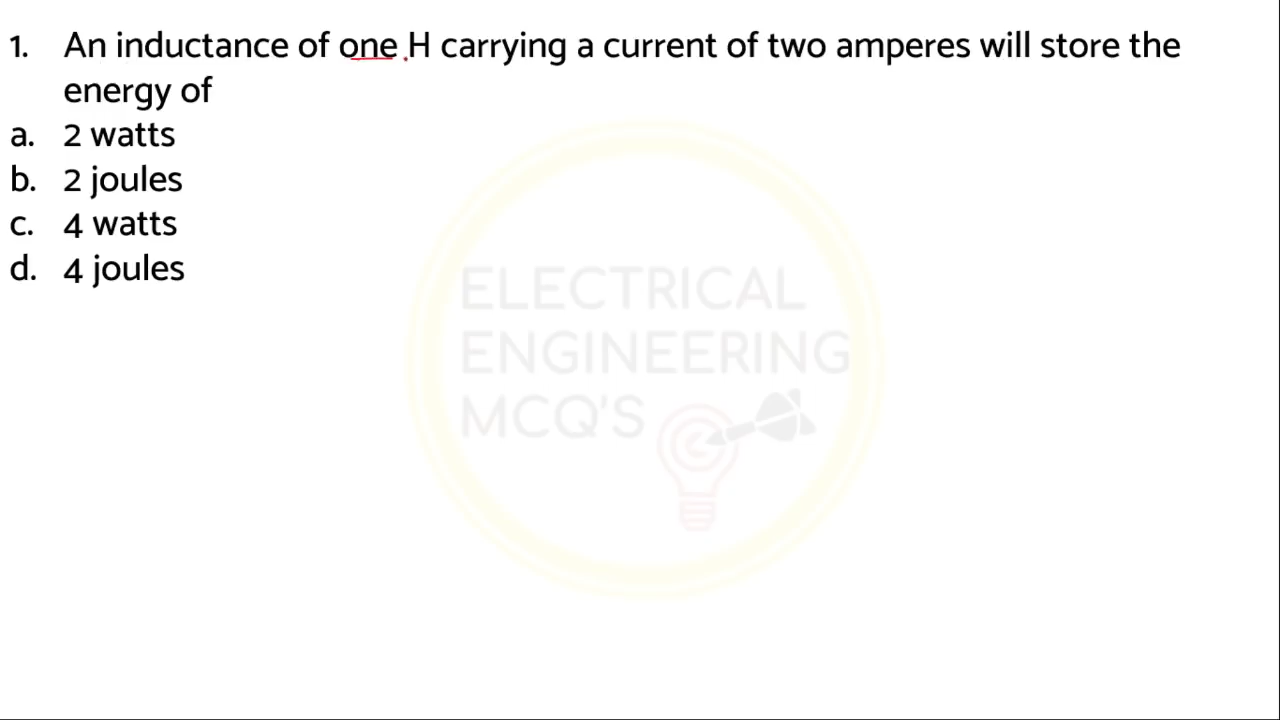 1. An inductance of one H carrying a current of two amperes will store the
energy of
a. 2 watts
b. 2 joules
c. 4 watts
d. 4 joules
ELECTRICAL
ENGINEERING
MCQ'S